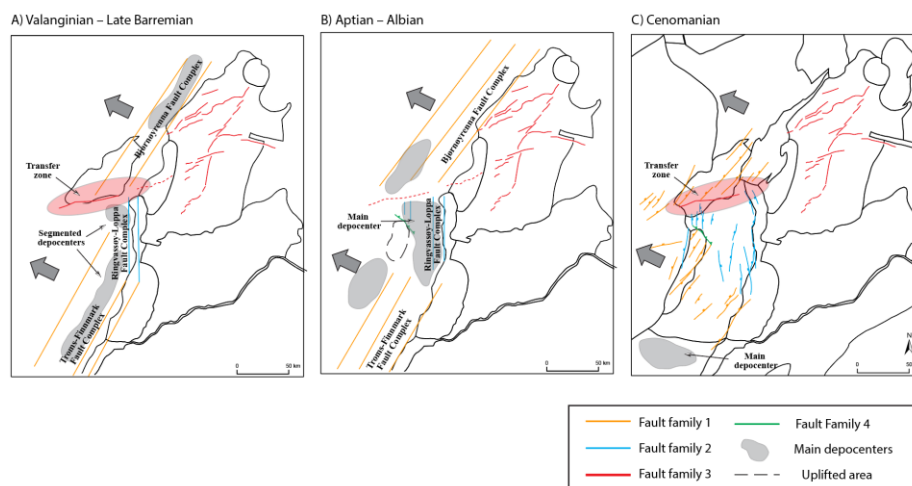 A) Valanginian – Late Barremian
B) Aptian – Albian
C) Cenomanian
Bjørnøyrenna Fault Complex
Transfer
zone
Segmented
depocenters
Ringvassøy-Loppa
Fault Complex
Troms-Finnmark
Fault Complex
0
50 km
Bjørnøyrenna Fault Complex
Main
depocenter
Ringvassøy-Loppa
Fault Complex
Troms-Finnmark
Fault Complex
0
50 km
Transfer
zone
Main
depocenter
N
0
50 km
Fault family 1
Fault family 2
Fault family 3
Fault Family 4
Main depocenters
Uplifted area